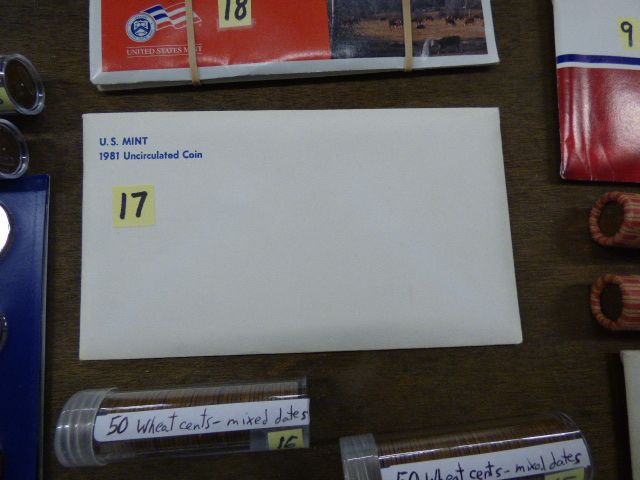 18
UNITED STATES MINT
9
U.S. MINT
1981 Uncirculated Coin
17
50 Wheat cents - mixed dates
50 Wheat cents - mixed dates